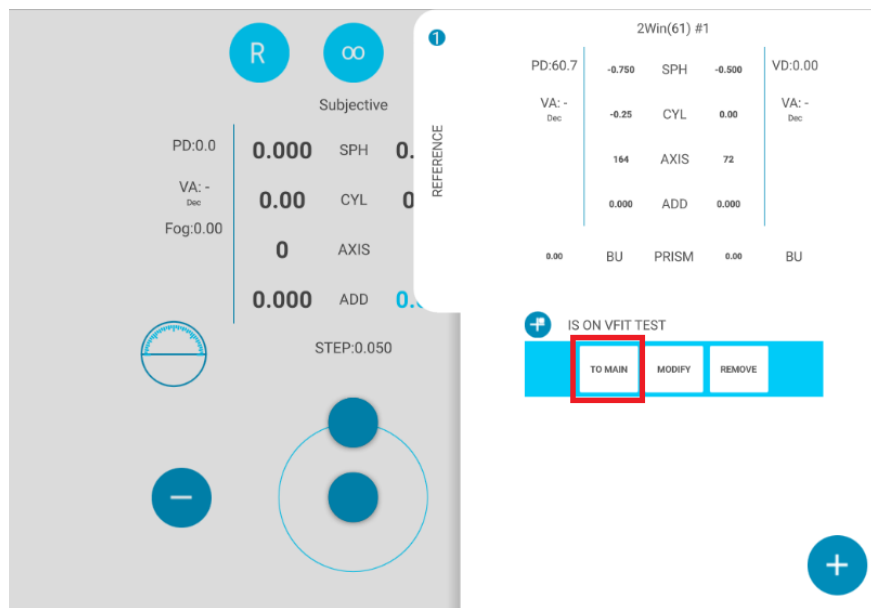 R ∞
Subjective
PD:0.0
0.000 SPH 0.
VA: -
Dec
0.00 CYL 0
Fog:0.00
0 AXIS
0.000 ADD 0.
STEP:0.050
−
1
REFERENCE
2Win(61) #1
PD:60.7 -0.750 SPH -0.500 VD:0.00
VA: - -0.25 CYL 0.00 VA: -
Dec Dec
164 AXIS 72
0.000 ADD 0.000
0.00 BU PRISM 0.00 BU
IS ON VFIT TEST
TO MAIN MODIFY REMOVE
+